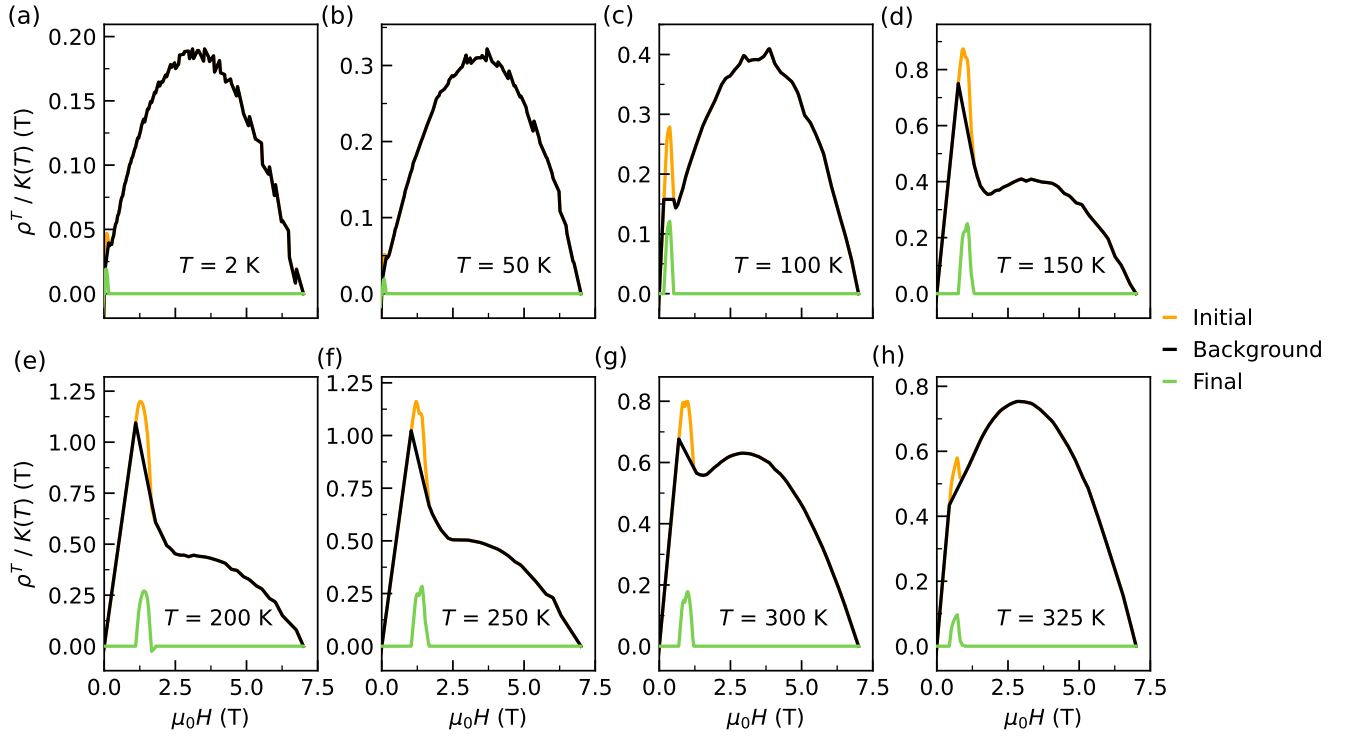 (a) (b) (c) (d)
ρ^T / K(T) (T)
0.20
0.15
0.10
0.05
0.00
T = 2 K
0.3
0.2
0.1
0.0
T = 50 K
0.4
0.3
0.2
0.1
0.0
T = 100 K
0.8
0.6
0.4
0.2
0.0
T = 150 K
Initial
Background
Final
(e) (f) (g) (h)
ρ^T / K(T) (T)
1.25
1.00
0.75
0.50
0.25
0.00
T = 200 K
0.0 2.5 5.0 7.5
μ₀H (T)
1.25
1.00
0.75
0.50
0.25
0.00
T = 250 K
0.0 2.5 5.0 7.5
μ₀H (T)
0.8
0.6
0.4
0.2
0.0
T = 300 K
0.0 2.5 5.0 7.5
μ₀H (T)
0.8
0.6
0.4
0.2
0.0
T = 325 K
0.0 2.5 5.0 7.5
μ₀H (T)